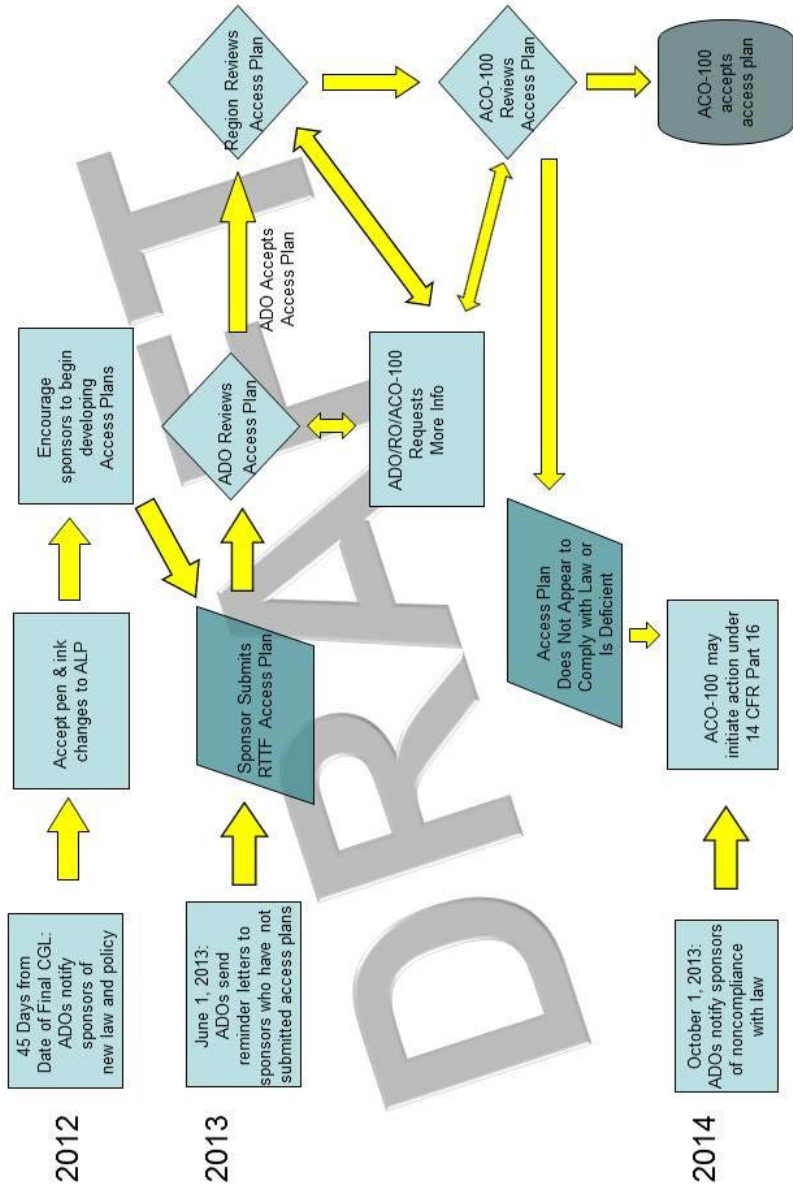 2012
45 Days from
Date of Final CGL:
ADOs notify
sponsors of
new law and policy
Accept pen & ink
changes to ALP
Encourage
sponsors to begin
developing
Access Plans
2013
June 1, 2013:
ADOs send
reminder letters to
sponsors who have not
submitted access plans
Sponsor Submits
RTTF Access Plan
ADO Reviews
Access Plan
ADO Accepts
Access Plan
Region Reviews
Access Plan
ADO/RO/ACO-100
Requests
More Info
ACO-100
Reviews
Access Plan
Access Plan
Does Not Appear to
Comply with Law or
Is Deficient
2014
October 1, 2013:
ADOs notify sponsors
of noncompliance
with law
ACO-100 may
initiate action under
14 CFR Part 16
ACO-100
accepts
access plan
DRAFT